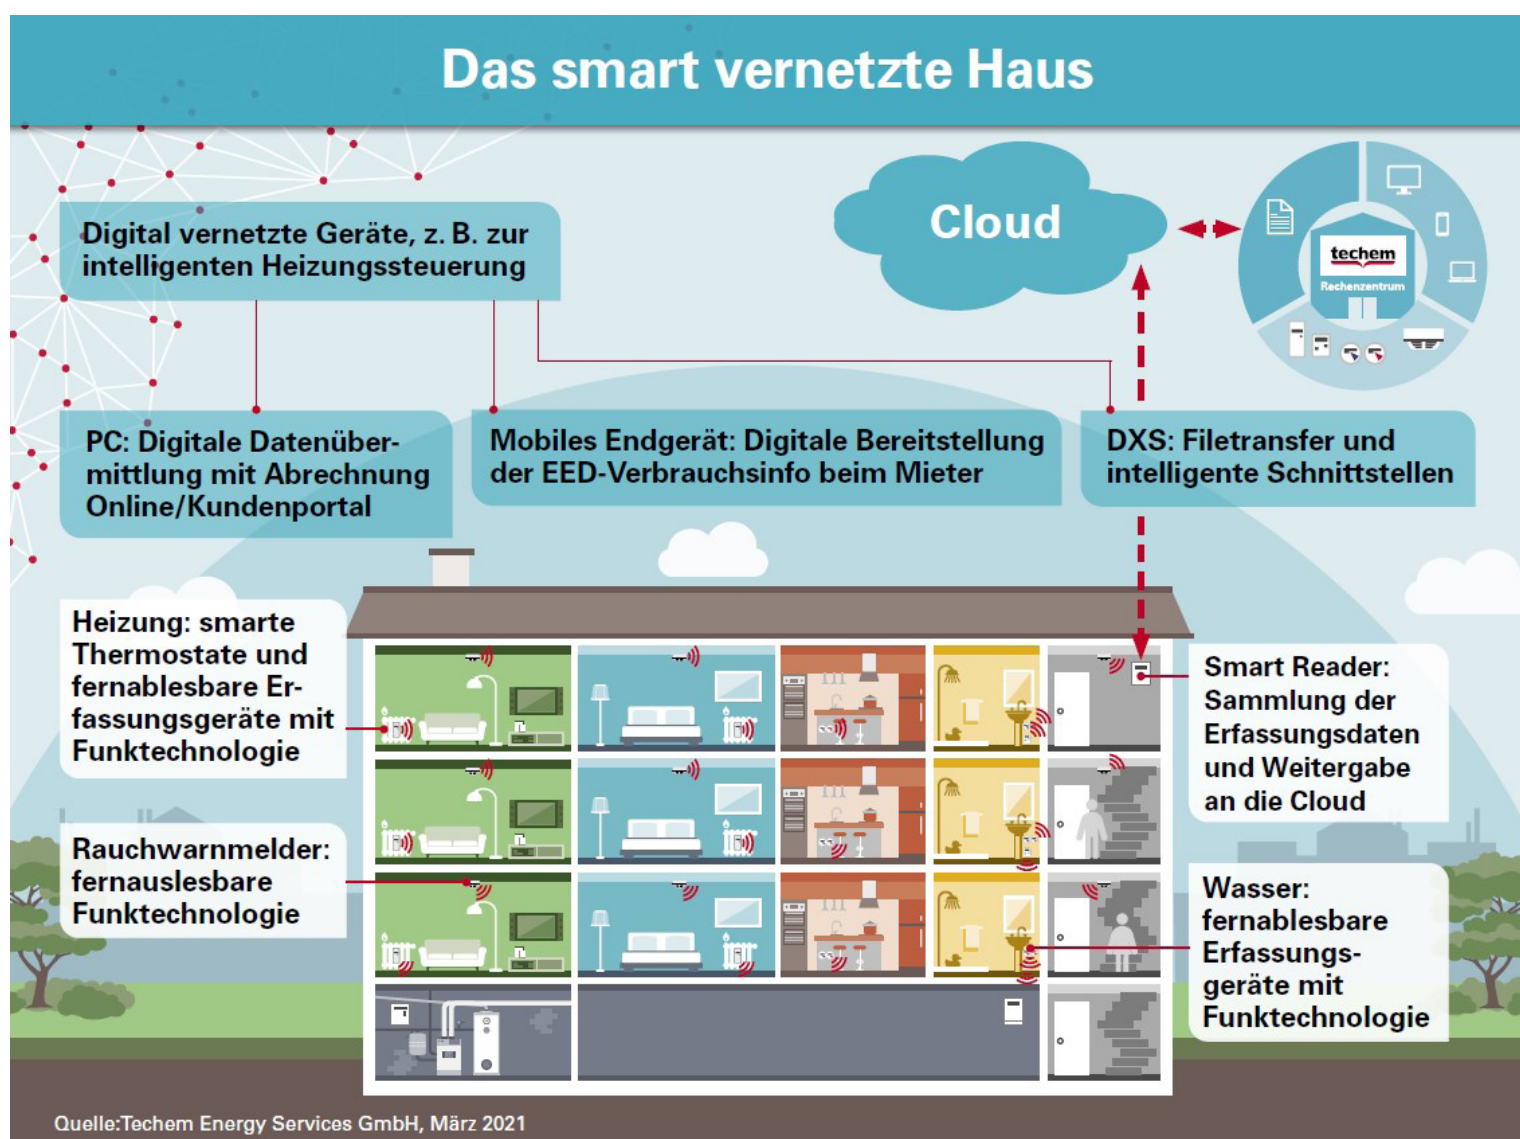 Das smart vernetzte Haus
Digital vernetzte Geräte, z. B. zur
intelligenten Heizungssteuerung
Cloud
techem
Rechenzentrum
PC: Digitale Datenüber-
mittlung mit Abrechnung
Online/Kundenportal
Mobiles Endgerät: Digitale Bereitstellung
der EED-Verbrauchsinfo beim Mieter
DXS: Filetransfer und
intelligente Schnittstellen
Heizung: smarte
Thermostate und
fernablesbare Er-
fassungsgeräte mit
Funktechnologie
Rauchwarnmelder:
fernauslesbare
Funktechnologie
Smart Reader:
Sammlung der
Erfassungsdaten
und Weitergabe
an die Cloud
Wasser:
fernablesbare
Erfassungs-
geräte mit
Funktechnologie
Quelle:Techem Energy Services GmbH, März 2021